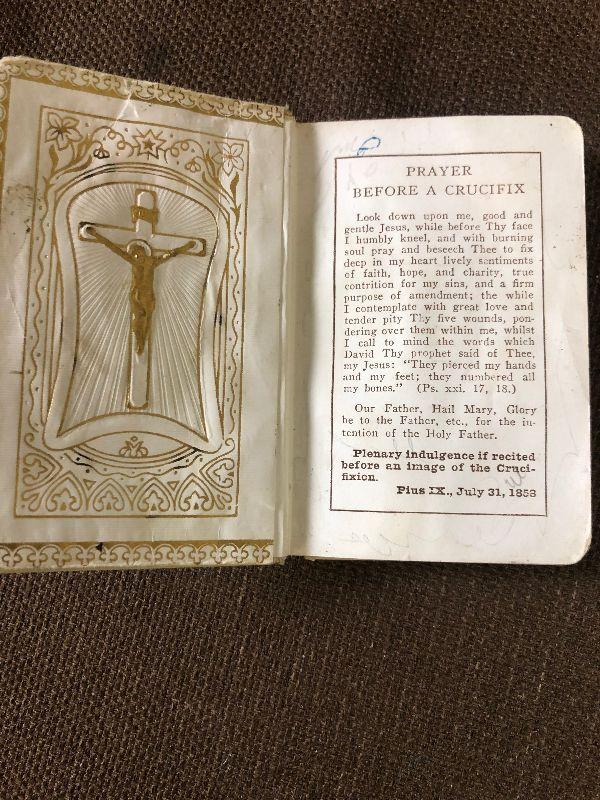 PRAYER
BEFORE A CRUCIFIX
Look down upon me, good and
gentle Jesus, while before Thy face
I humbly kneel, and with burning
soul pray and beseech Thee to fix
deep in my heart lively sentiments
of faith, hope, and charity, true
contrition for my sins, and a firm
purpose of amendment; the while
I contemplate with great love and
tender pity Thy five wounds, pon-
dering over them within me, whilst
I call to mind the words which
David Thy prophet said of Thee,
my Jesus: "They pierced my hands
and my feet; they numbered all
my bones." (Ps. xxi. 17, 18.)
Our Father, Hail Mary, Glory
be to the Father, etc., for the in-
tention of the Holy Father.
Plenary indulgence if recited
before an image of the Cruci-
fixion.
Pius IX., July 31, 1858